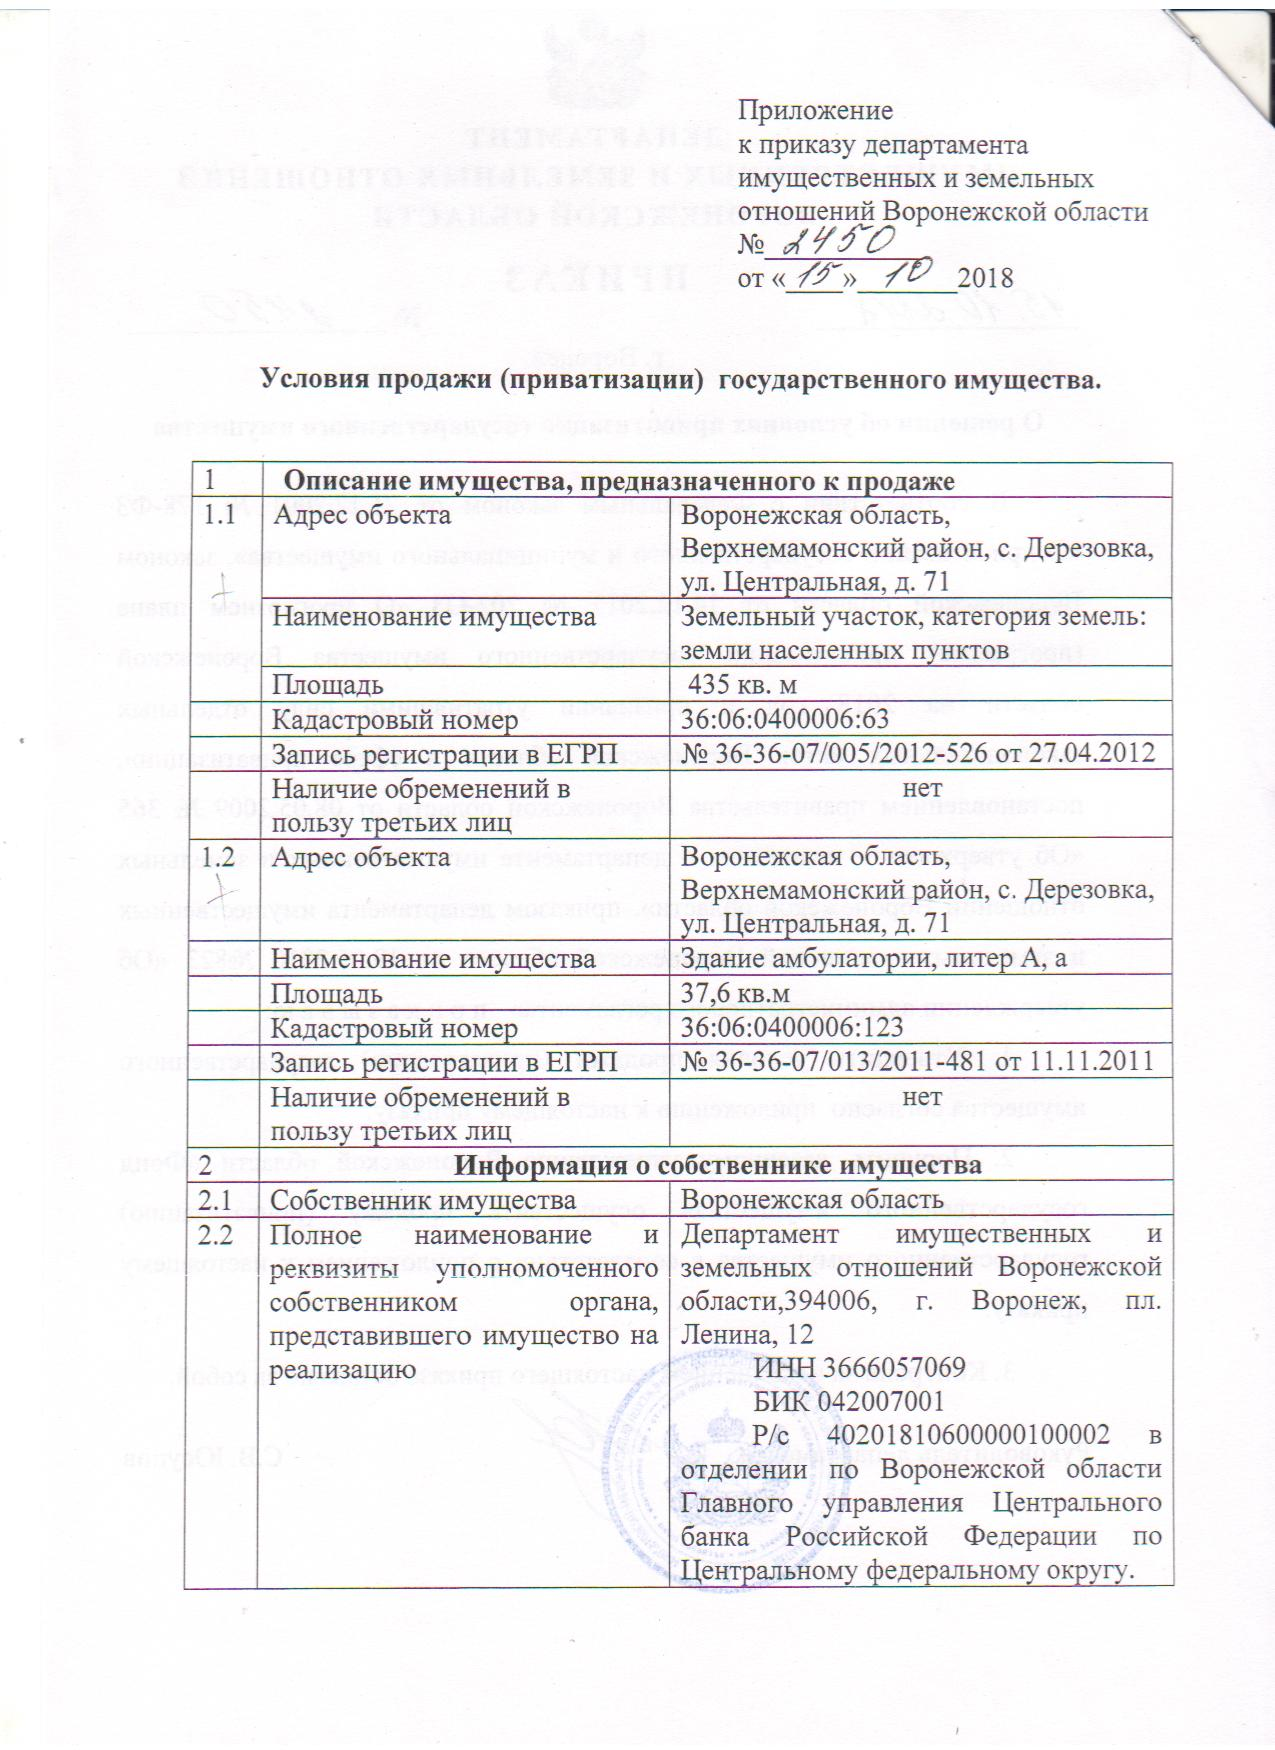 Приложение
к приказу департамента
имущественных и земельных
отношений Воронежской области
№ 2450
от « 15 » 10 2018
Условия продажи (приватизации) государственного имущества.
1 Описание имущества, предназначенного к продаже
1.1 Адрес объекта Воронежская область,
Верхнемамонский район, с. Дерезовка,
ул. Центральная, д. 71
Наименование имущества Земельный участок, категория земель:
земли населенных пунктов
Площадь 435 кв. м
Кадастровый номер 36:06:0400006:63
Запись регистрации в ЕГРП № 36-36-07/005/2012-526 от 27.04.2012
Наличие обременений в нет
пользу третьих лиц
1.2 Адрес объекта Воронежская область,
Верхнемамонский район, с. Дерезовка,
ул. Центральная, д. 71
Наименование имущества Здание амбулатории, литер А, а
Площадь 37,6 кв.м
Кадастровый номер 36:06:0400006:123
Запись регистрации в ЕГРП № 36-36-07/013/2011-481 от 11.11.2011
Наличие обременений в нет
пользу третьих лиц
2 Информация о собственнике имущества
2.1 Собственник имущества Воронежская область
2.2 Полное наименование и Департамент имущественных и
реквизиты уполномоченного земельных отношений Воронежской
собственником органа, области,394006, г. Воронеж, пл.
представившего имущество на Ленина, 12
реализацию ИНН 3666057069
БИК 042007001
Р/с 40201810600000100002 в
отделении по Воронежской области
Главного управления Центрального
банка Российской Федерации по
Центральному федеральному округу.